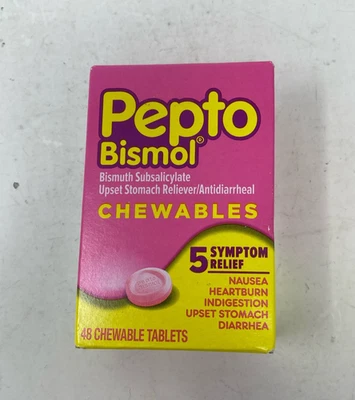 Pepto
Bismol®
Bismuth Subsalicylate
Upset Stomach Reliever/Antidiarrheal
CHEWABLES
5 SYMPTOM
RELIEF
NAUSEA
HEARTBURN
INDIGESTION
UPSET STOMACH
DIARRHEA
48 CHEWABLE TABLETS